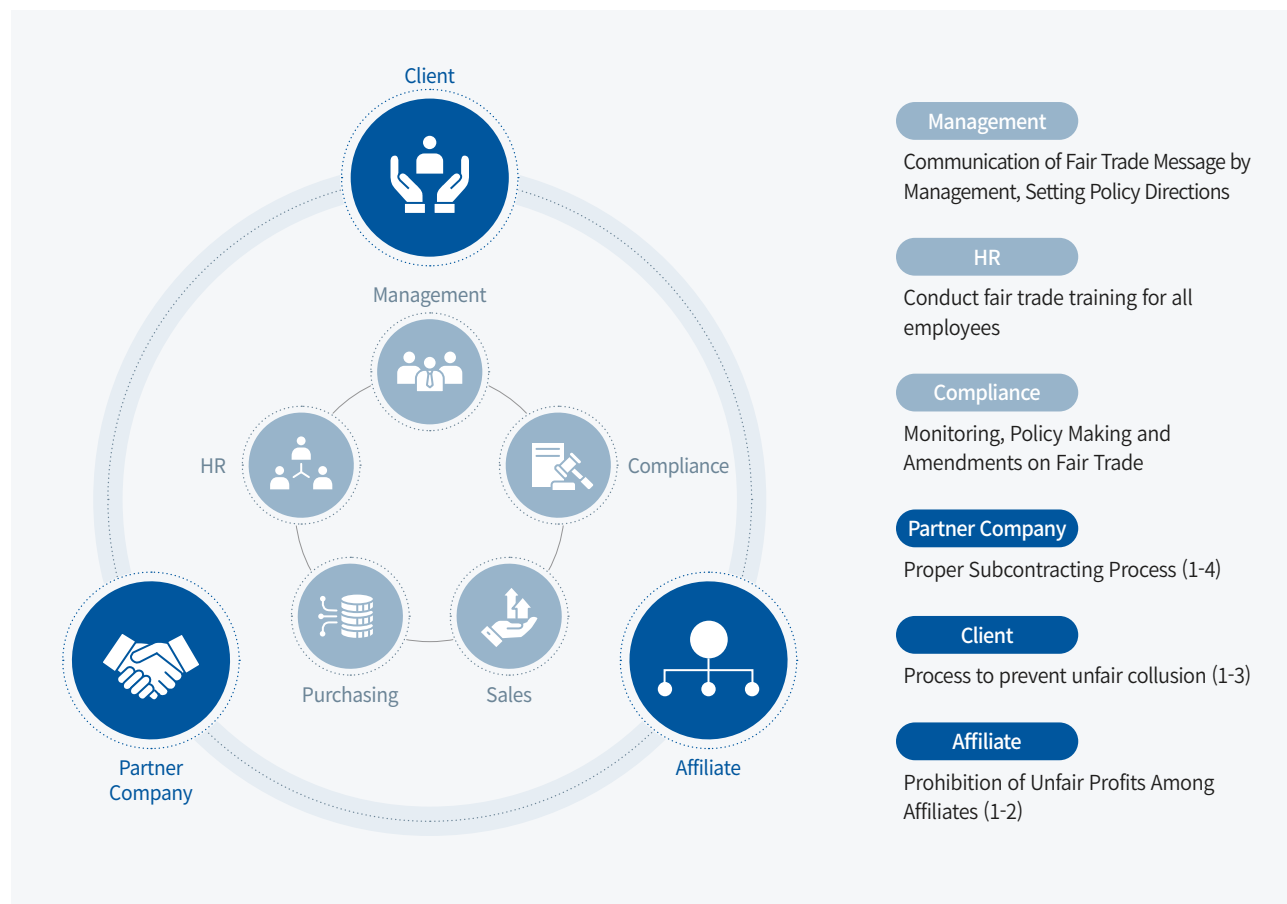 Client
Management
HR
Compliance
Purchasing
Sales
Partner
Company
Affiliate
Management
Communication of Fair Trade Message by
Management, Setting Policy Directions
HR
Conduct fair trade training for all
employees
Compliance
Monitoring, Policy Making and
Amendments on Fair Trade
Partner Company
Proper Subcontracting Process (1-4)
Client
Process to prevent unfair collusion (1-3)
Affiliate
Prohibition of Unfair Profits Among
Affiliates (1-2)